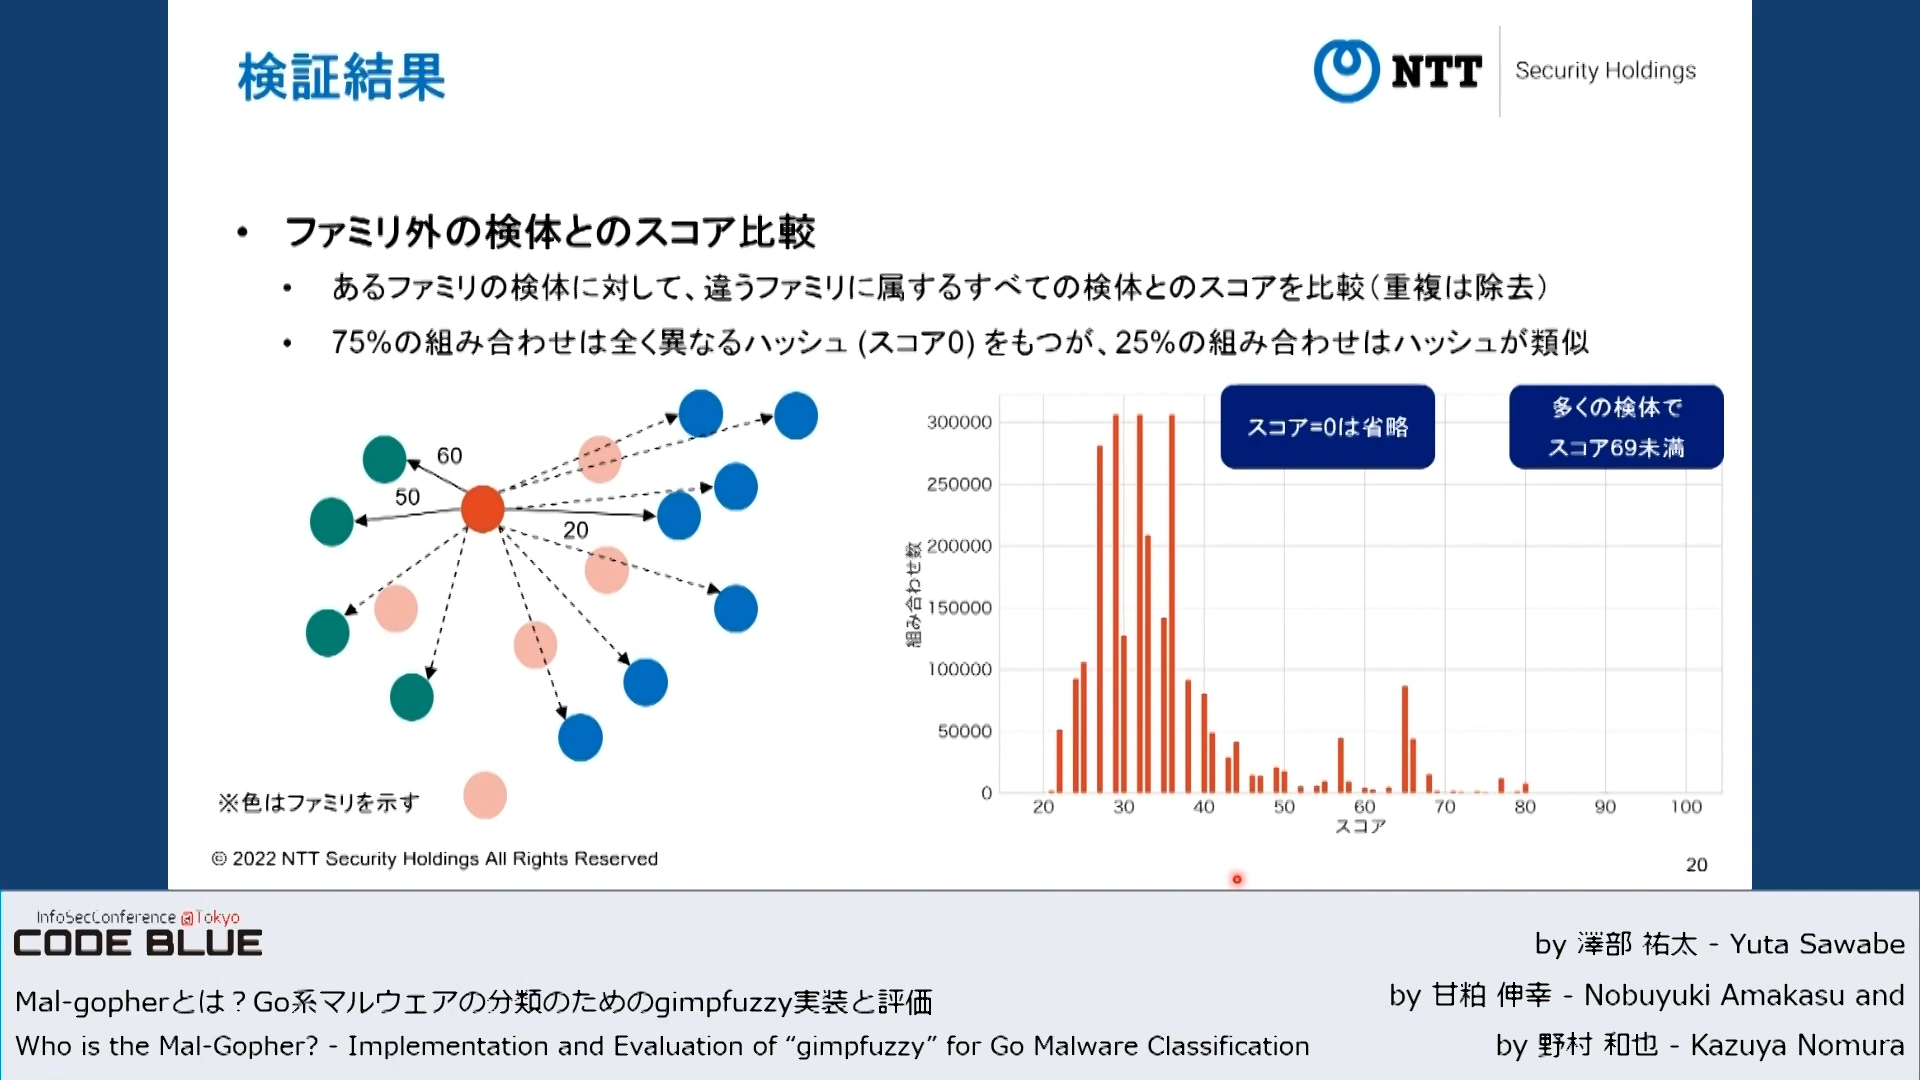 検証結果
NTT
Security Holdings
• ファミリ外の検体とのスコア比較
• あるファミリの検体に対して、違うファミリに属するすべての検体とのスコアを比較（重複は除去）
• 75%の組み合わせは全く異なるハッシュ (スコア0) をもつが、25%の組み合わせはハッシュが類似
60
50
20
※色はファミリを示す
スコア=0は省略
多くの検体で
スコア69未満
組み合わせ数
300000
250000
200000
150000
100000
50000
0
20 30 40 50 60 70 80 90 100
スコア
© 2022 NTT Security Holdings All Rights Reserved
20
InfoSecConference @Tokyo
CODE BLUE
Mal-gopherとは？Go系マルウェアの分類のためのgimpfuzzy実装と評価
Who is the Mal-Gopher? - Implementation and Evaluation of “gimpfuzzy” for Go Malware Classification
by 澤部 祐太 - Yuta Sawabe
by 甘粕 伸幸 - Nobuyuki Amakasu and
by 野村 和也 - Kazuya Nomura